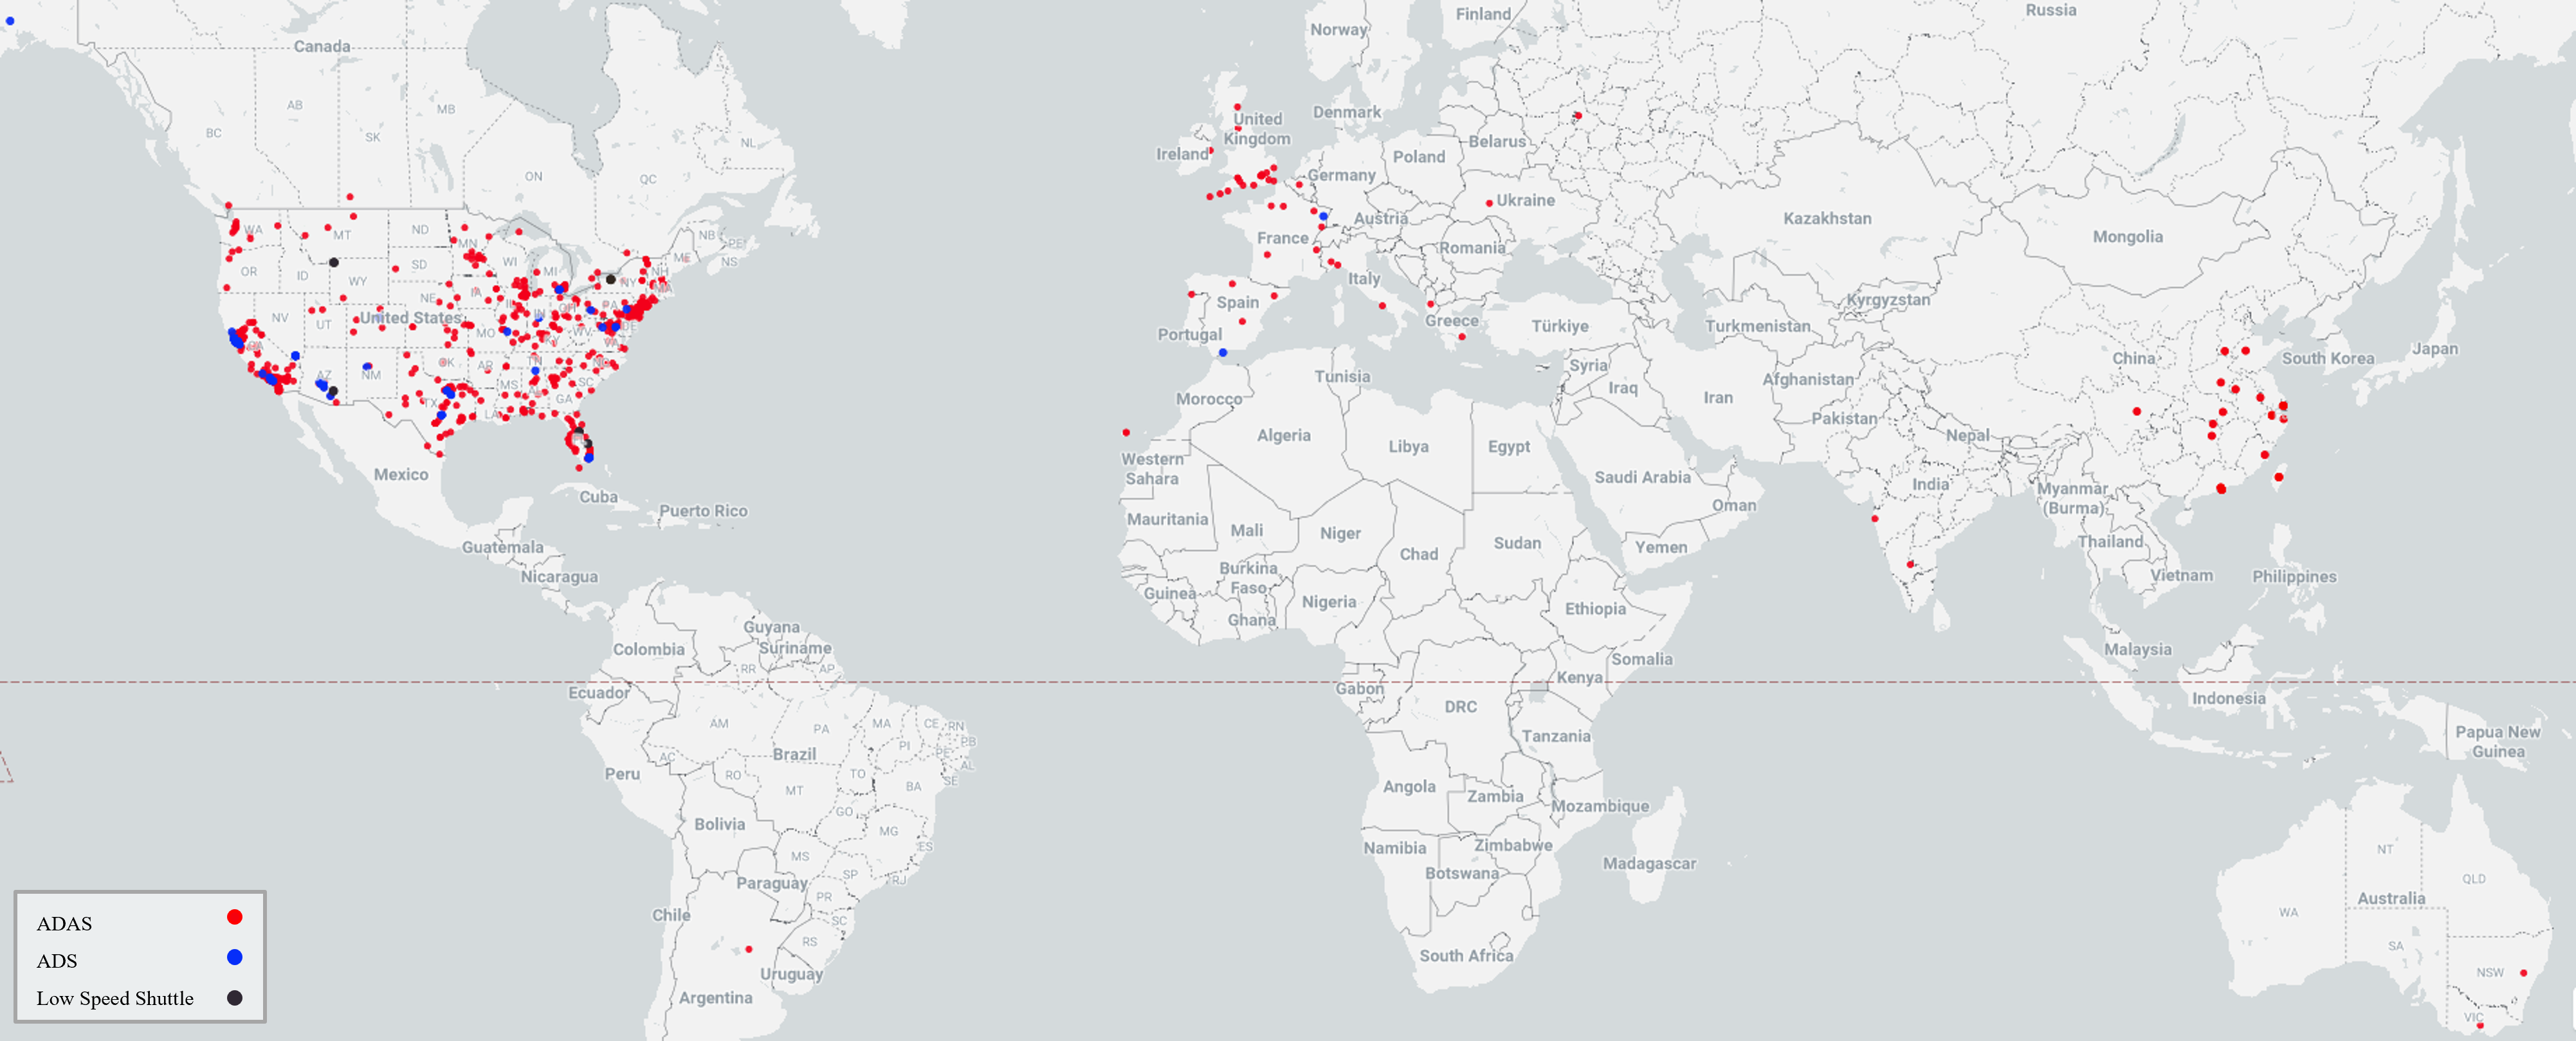 Russia
Finland
Norway
Canada
AB
MB
BC
SK
NL
ON
QC
United
Kingdom
Denmark
Ireland
Belarus
Poland
Germany
Ukraine
Austria
Kazakhstan
Mongolia
WA
MT
ND
MN
NB
PE
NS
ME
France
Romania
OR
ID
WY
SD
WI
MI
NH
NY
MA
Italy
Kyrgyzstan
NV
UT
NE
IA
IL
IN
OH
PA
United States
Spain
Greece
Türkiye
Turkmenistan
Portugal
CA
MO
KY
WV
VA
DE
China
South Korea
Japan
AZ
NM
OK
AR
TN
NC
Syria
Iraq
Iran
Afghanistan
Tunisia
Morocco
TX
LA
MS
AL
GA
SC
Pakistan
Nepal
Algeria
Libya
Egypt
Western
Sahara
Mexico
Cuba
Puerto Rico
Saudi Arabia
Oman
India
Myanmar
(Burma)
Mauritania
Mali
Niger
Chad
Sudan
Yemen
Thailand
Vietnam
Philippines
Guatemala
Nicaragua
Burkina
Faso
Guinea
Nigeria
Ghana
Ethiopia
Guyana
Suriname
Colombia
RR
AP
Somalia
Malaysia
Ecuador
Gabon
Kenya
DRC
Indonesia
AM
PA
MA
CE
RN
PB
PI
PE
AL
SE
Brazil
AC
RO
TO
BA
MT
Peru
Tanzania
Papua New
Guinea
Angola
Zambia
Mozambique
Bolivia
GO
MG
ES
MS
SP
RJ
Namibia
Zimbabwe
Botswana
Madagascar
NT
QLD
Australia
WA
SA
NSW
VIC
Paraguay
PR
SC
RS
Chile
Uruguay
Argentina
South Africa
ADAS
ADS
Low Speed Shuttle